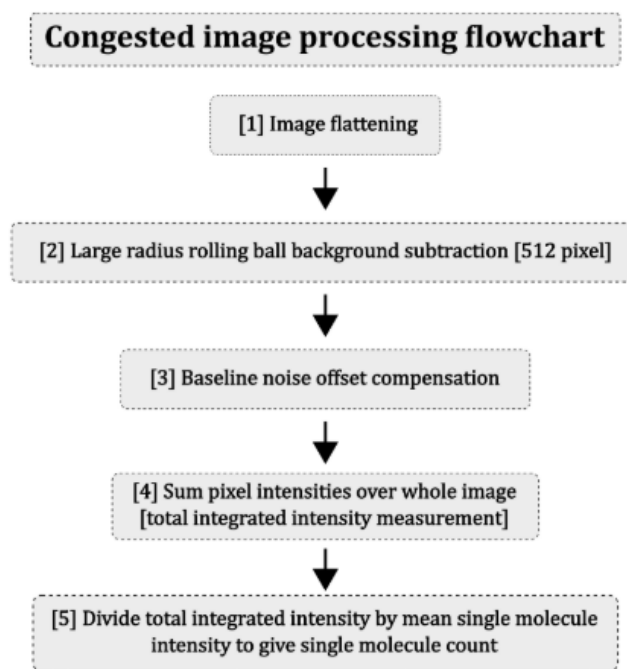 Congested image processing flowchart
[1] Image flattening
[2] Large radius rolling ball background subtraction [512 pixel]
[3] Baseline noise offset compensation
[4] Sum pixel intensities over whole image
[total integrated intensity measurement]
[5] Divide total integrated intensity by mean single molecule
intensity to give single molecule count